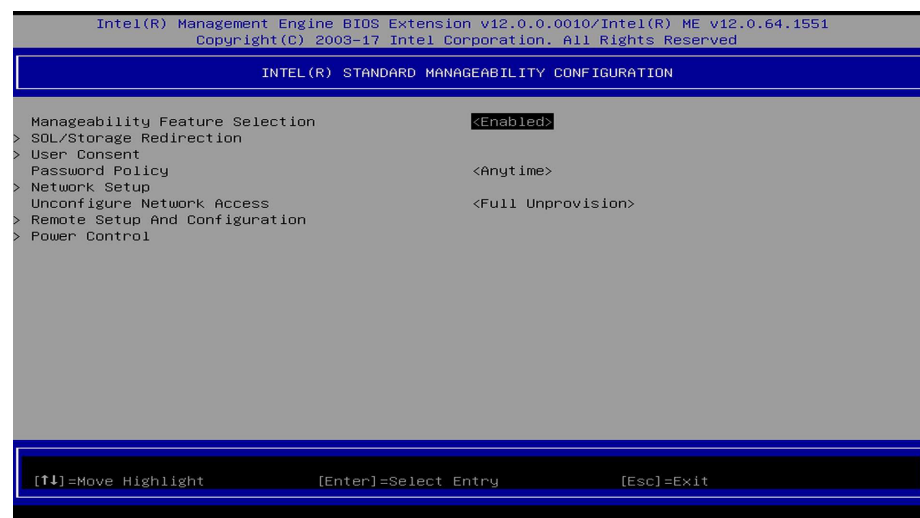 Intel(R) Management Engine BIOS Extension v12.0.0.0010/Intel(R) ME v12.0.64.1551
Copyright(C) 2003-17 Intel Corporation. All Rights Reserved
INTEL(R) STANDARD MANAGEABILITY CONFIGURATION
Manageability Feature Selection <Enabled>
> SOL/Storage Redirection
> User Consent
Password Policy <Anytime>
> Network Setup
Unconfigure Network Access <Full Unprovision>
> Remote Setup And Configuration
> Power Control
[↑↓]=Move Highlight [Enter]=Select Entry [Esc]=Exit